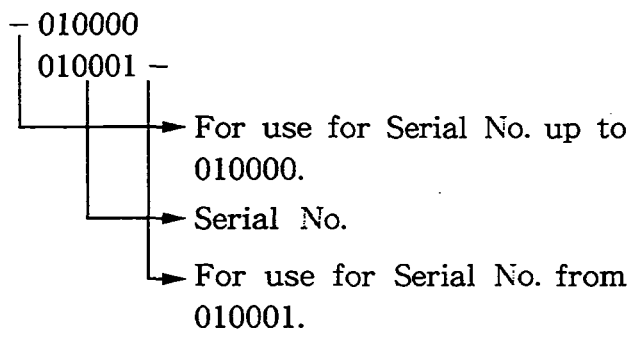 – 010000
010001 –
For use for Serial No. up to
010000.
Serial No.
For use for Serial No. from
010001.